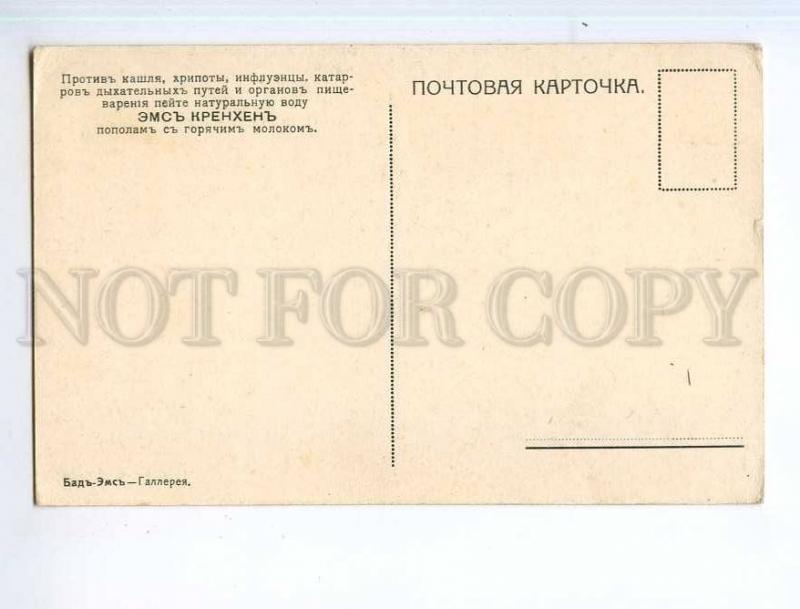 Противъ кашля, хрипоты, инфлуэнцы, катар-
ровъ дыхательныхъ путей и органовъ пище-
варенія пейте натуральную воду
ЭМСЪ КРЕНХЕНЪ
пополамъ съ горячимъ молокомъ.
ПОЧТОВАЯ КАРТОЧКА.
NOT FOR COPY
Бадъ-Эмсъ—Галлерея.